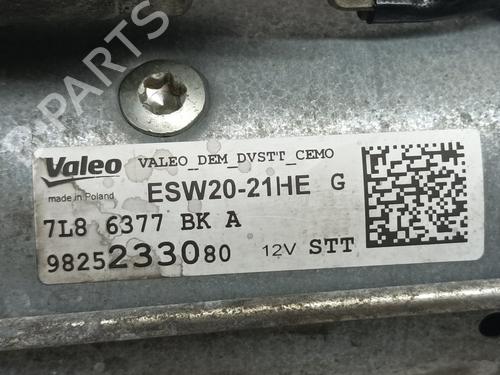 B PARTS
Valeo VALEO_DEM_DVSTT_CEMO
made in Poland ESW20-21HE G
7L8 6377 BK A
9825233080 12V STT